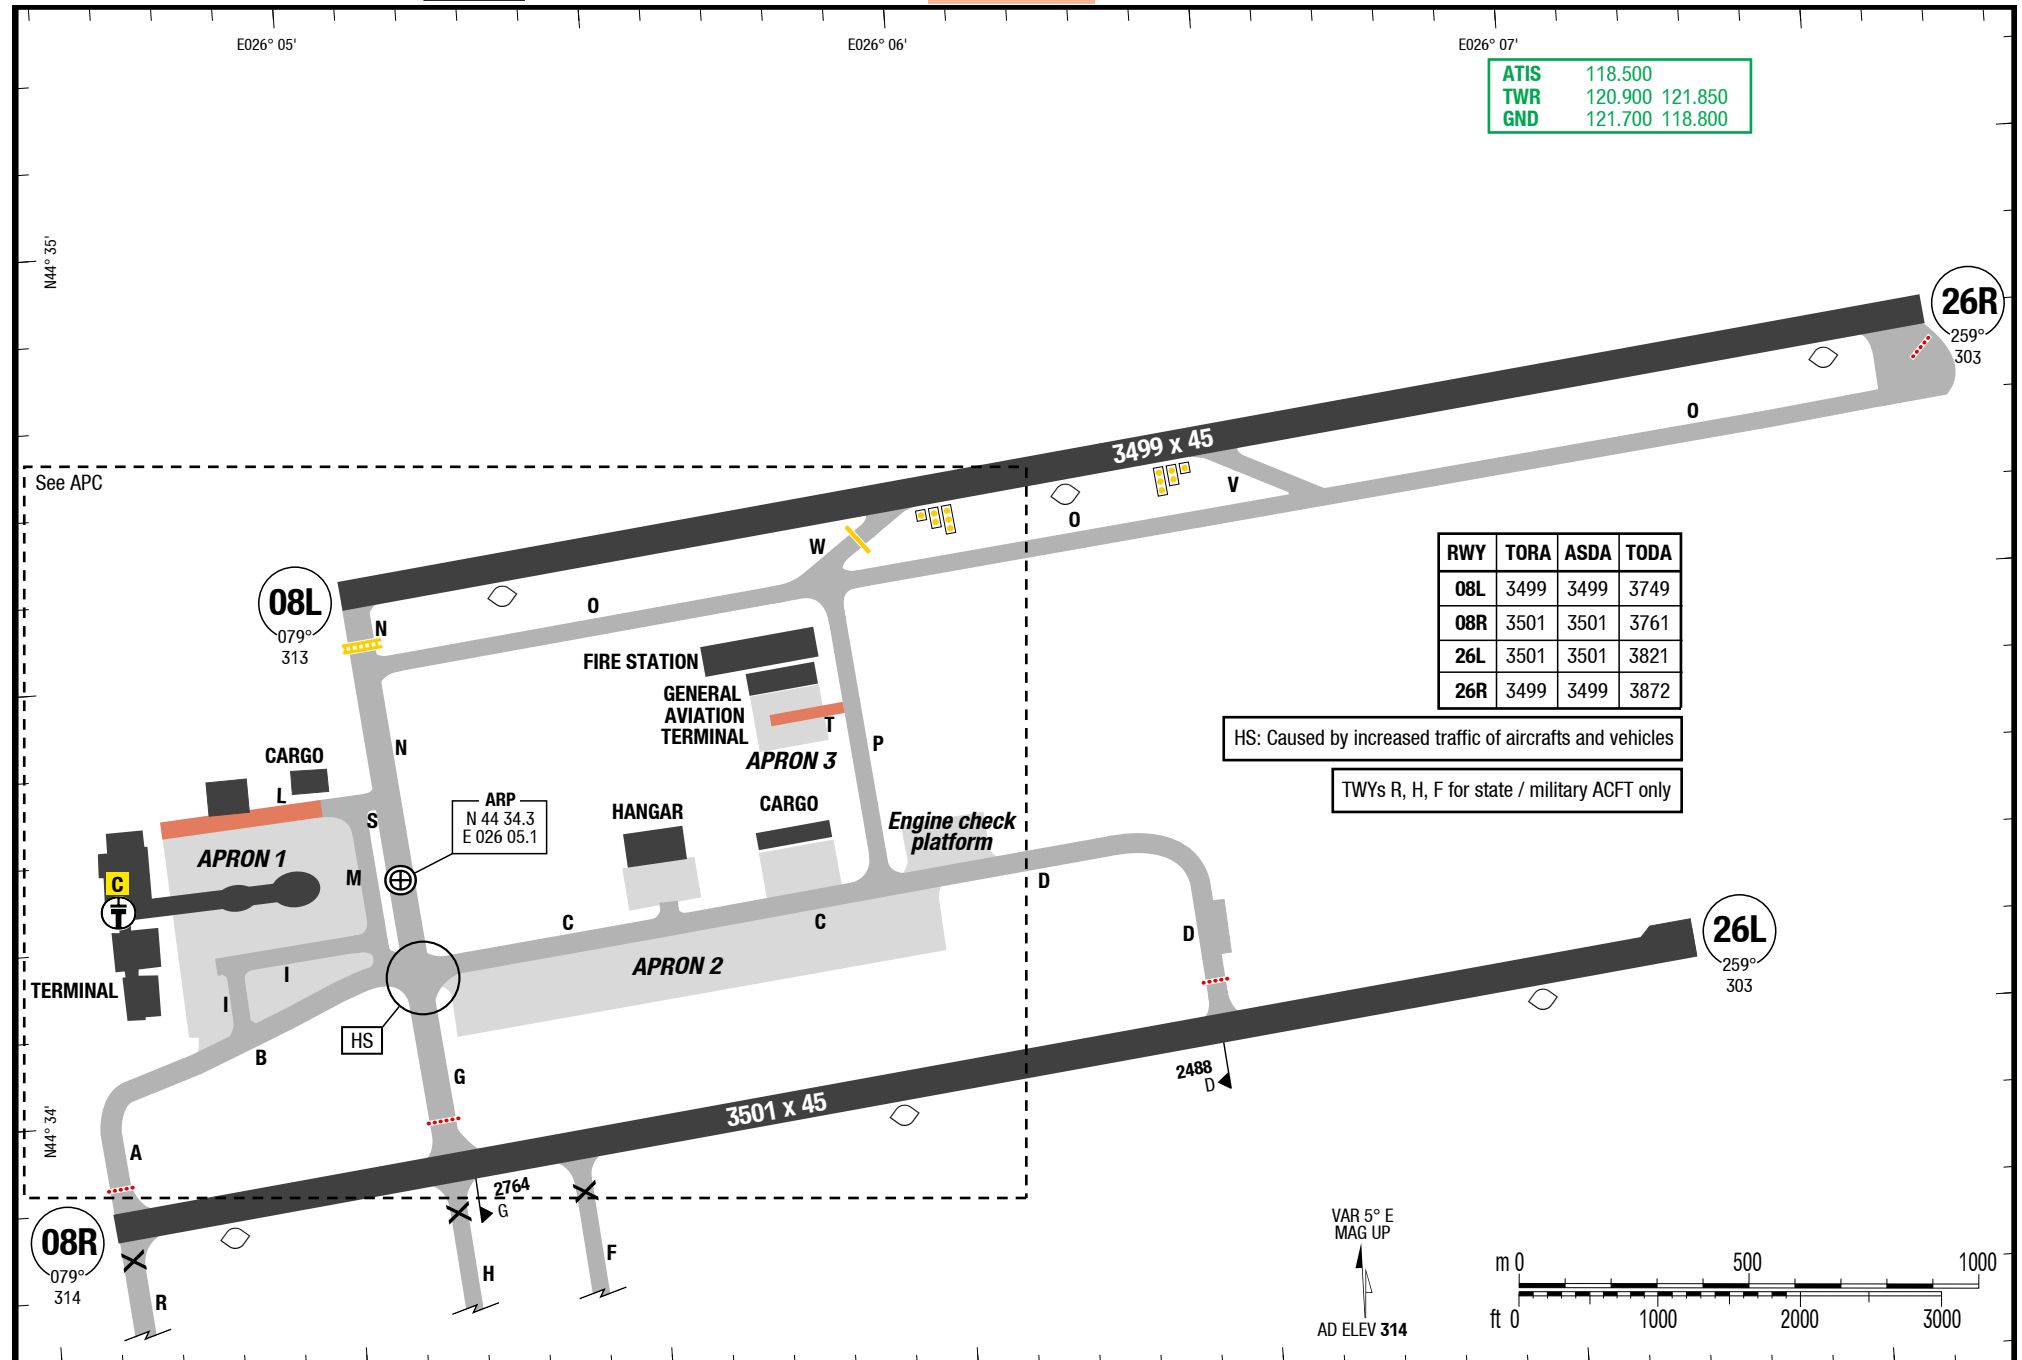 E026° 05'
E026° 06'
E026° 07'
ATIS 118.500
TWR 120.900 121.850
GND 121.700 118.800
N44° 35'
26R
259°
303
O
3499 x 45
See APC
V
O
W
RWY TORA ASDA TODA
08L 3499 3499 3749
08R 3501 3501 3761
26L 3501 3501 3821
26R 3499 3499 3872
08L
079°
313
O
N
FIRE STATION
GENERAL
AVIATION
TERMINAL
T
P
APRON 3
HS: Caused by increased traffic of aircrafts and vehicles
TWYs R, H, F for state / military ACFT only
N
CARGO
L
S
ARP
N 44 34.3
E 026 05.1
HANGAR
CARGO
Engine check
platform
APRON 1
M
C
T
D
C
C
D
26L
259°
303
APRON 2
I
I
TERMINAL
HS
B
G
2488
D
3501 x 45
N44° 34'
A
2764
G
08R
079°
314
R
H
F
VAR 5° E
MAG UP
AD ELEV 314
m 0 500 1000
ft 0 1000 2000 3000